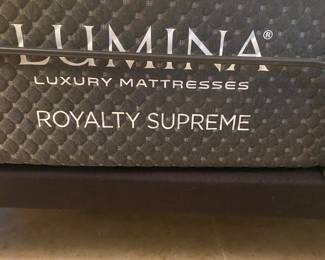 LUMINA®
LUXURY MATTRESSES
ROYALTY SUPREME